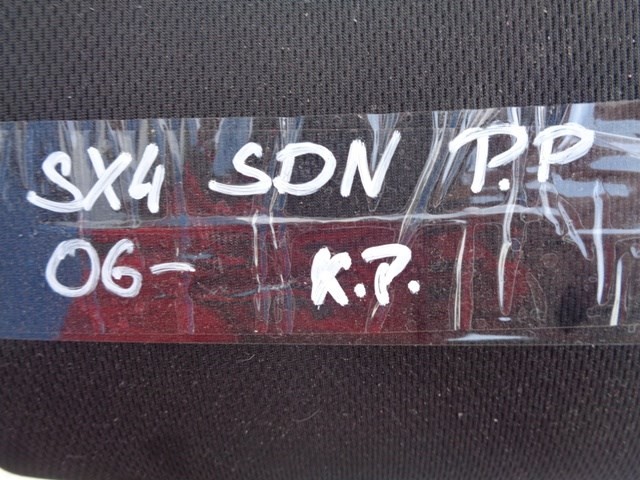 SX4 SDN P.P
06- K.P.